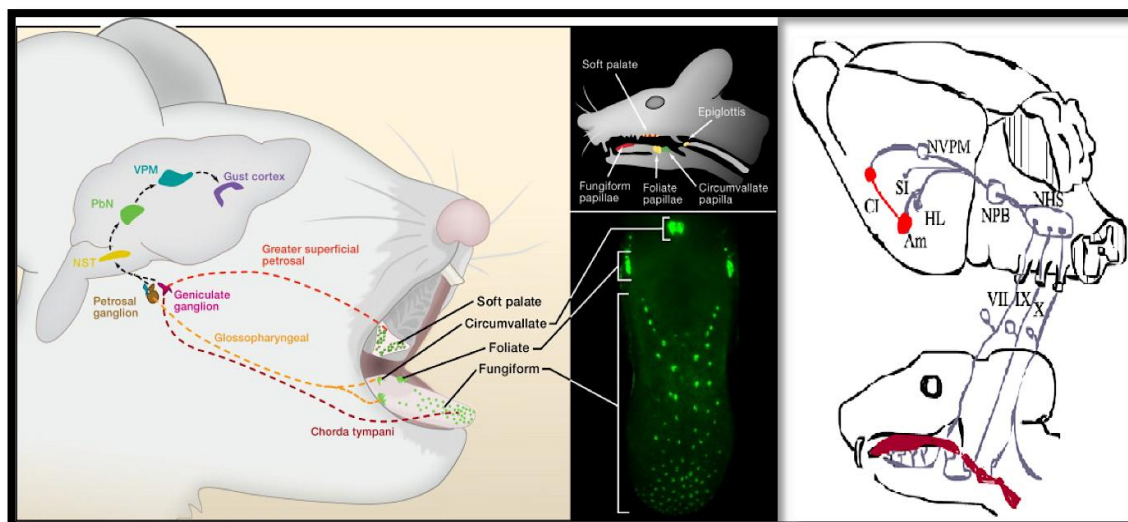 VPM
Gust cortex
PbN
NST
Petrosal
ganglion
Geniculate
ganglion
Greater superficial
petrosal
Glossopharyngeal
Chorda tympani
Soft palate
Circumvallate
Foliate
Fungiform
Soft palate
Epiglottis
Fungiform
papillae
Foliate
papillae
Circumvallate
papilla
NVPM
SI
CI
HL
Am
NPB
NHS
VII
IX
X